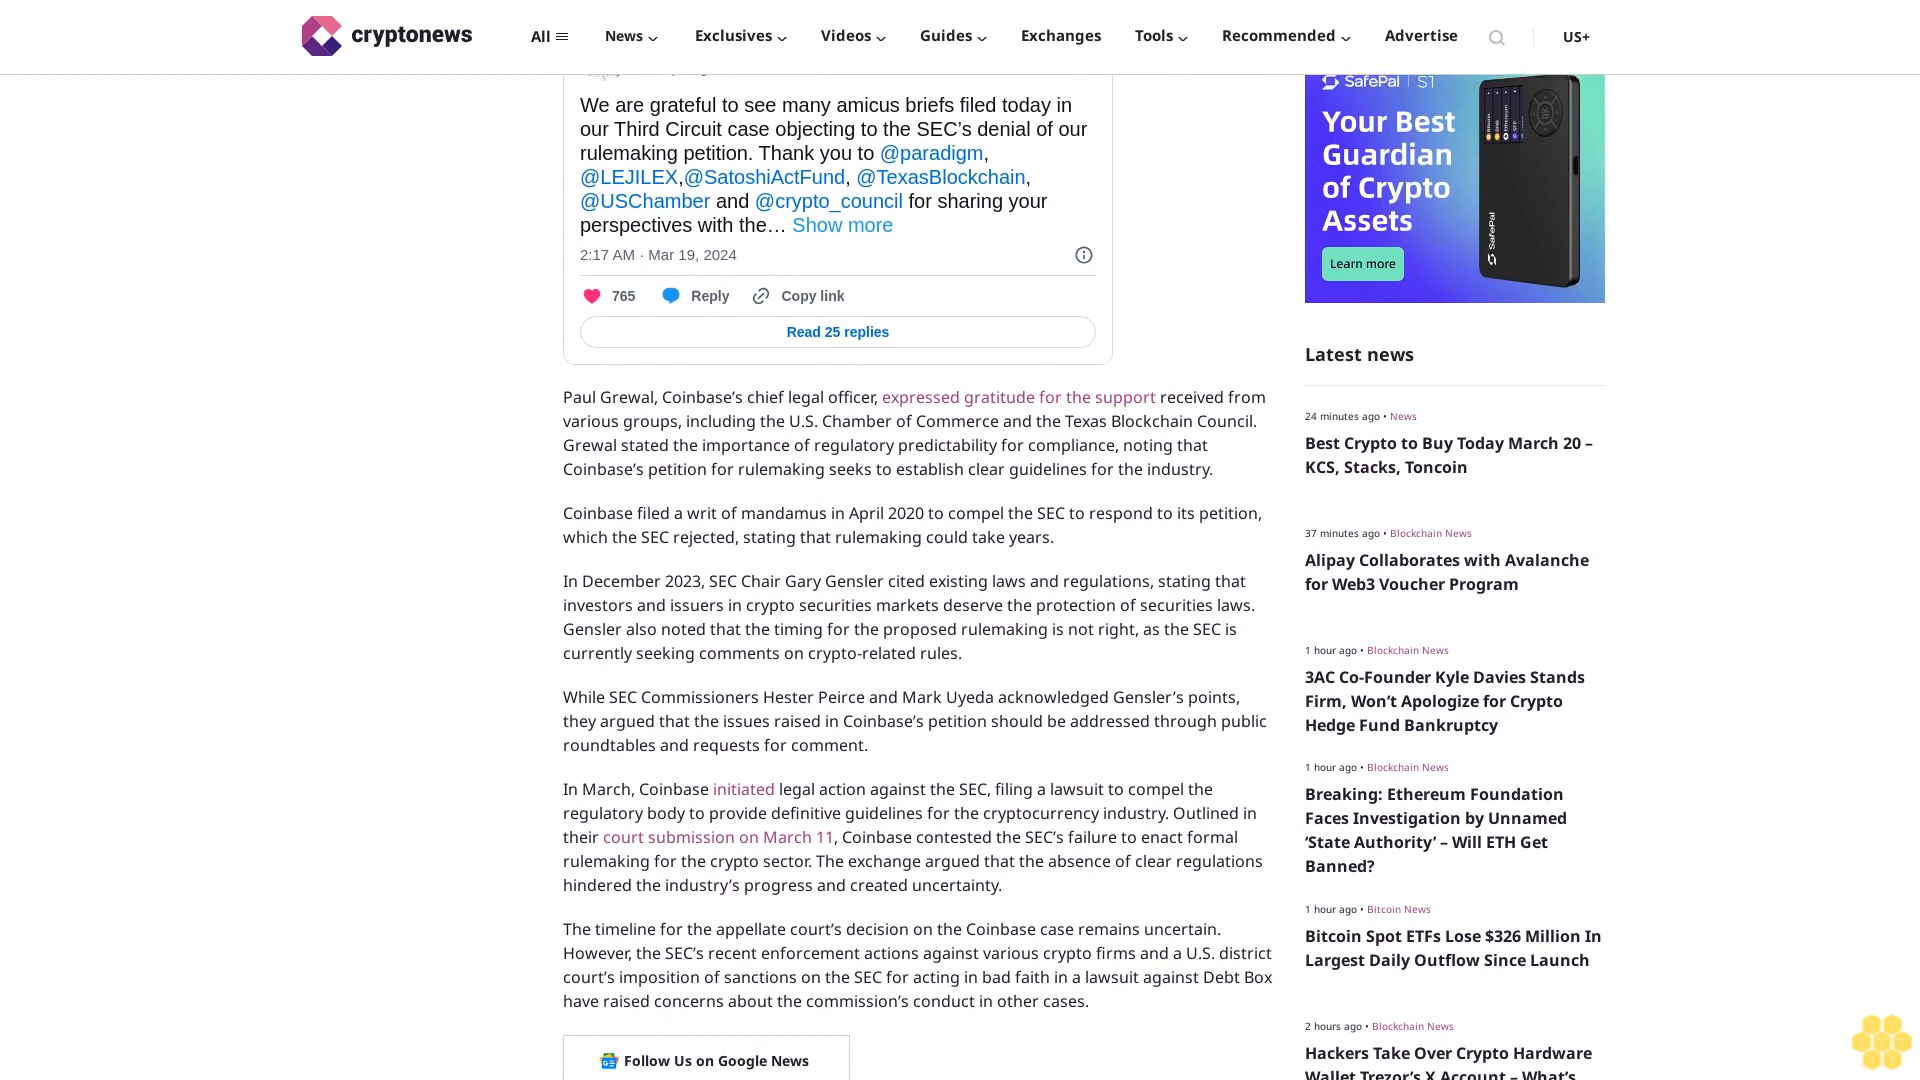 cryptonews
All
News
Exclusives
Videos
Guides
Exchanges
Tools
Recommended
Advertise
US+
We are grateful to see many amicus briefs filed today in
our Third Circuit case objecting to the SEC’s denial of our
rulemaking petition. Thank you to @paradigm,
@LEJILEX,@SatoshiActFund, @TexasBlockchain,
@USChamber and @crypto_council for sharing your
perspectives with the… Show more
2:17 AM · Mar 19, 2024
765 Reply Copy link
Read 25 replies
Paul Grewal, Coinbase’s chief legal officer, expressed gratitude for the support received from
various groups, including the U.S. Chamber of Commerce and the Texas Blockchain Council.
Grewal stated the importance of regulatory predictability for compliance, noting that
Coinbase’s petition for rulemaking seeks to establish clear guidelines for the industry.
Coinbase filed a writ of mandamus in April 2020 to compel the SEC to respond to its petition,
which the SEC rejected, stating that rulemaking could take years.
In December 2023, SEC Chair Gary Gensler cited existing laws and regulations, stating that
investors and issuers in crypto securities markets deserve the protection of securities laws.
Gensler also noted that the timing for the proposed rulemaking is not right, as the SEC is
currently seeking comments on crypto-related rules.
While SEC Commissioners Hester Peirce and Mark Uyeda acknowledged Gensler’s points,
they argued that the issues raised in Coinbase’s petition should be addressed through public
roundtables and requests for comment.
In March, Coinbase initiated legal action against the SEC, filing a lawsuit to compel the
regulatory body to provide definitive guidelines for the cryptocurrency industry. Outlined in
their court submission on March 11, Coinbase contested the SEC’s failure to enact formal
rulemaking for the crypto sector. The exchange argued that the absence of clear regulations
hindered the industry’s progress and created uncertainty.
The timeline for the appellate court’s decision on the Coinbase case remains uncertain.
However, the SEC’s recent enforcement actions against various crypto firms and a U.S. district
court’s imposition of sanctions on the SEC for acting in bad faith in a lawsuit against Debt Box
have raised concerns about the commission’s conduct in other cases.
Follow Us on Google News
SafePal | S1
Your Best
Guardian
of Crypto
Assets
Learn more
SafePal
Latest news
24 minutes ago • News
Best Crypto to Buy Today March 20 –
KCS, Stacks, Toncoin
37 minutes ago • Blockchain News
Alipay Collaborates with Avalanche
for Web3 Voucher Program
1 hour ago • Blockchain News
3AC Co-Founder Kyle Davies Stands
Firm, Won’t Apologize for Crypto
Hedge Fund Bankruptcy
1 hour ago • Blockchain News
Breaking: Ethereum Foundation
Faces Investigation by Unnamed
‘State Authority’ – Will ETH Get
Banned?
1 hour ago • Bitcoin News
Bitcoin Spot ETFs Lose $326 Million In
Largest Daily Outflow Since Launch
2 hours ago • Blockchain News
Hackers Take Over Crypto Hardware
Wallet Trezor’s X Account – What’s